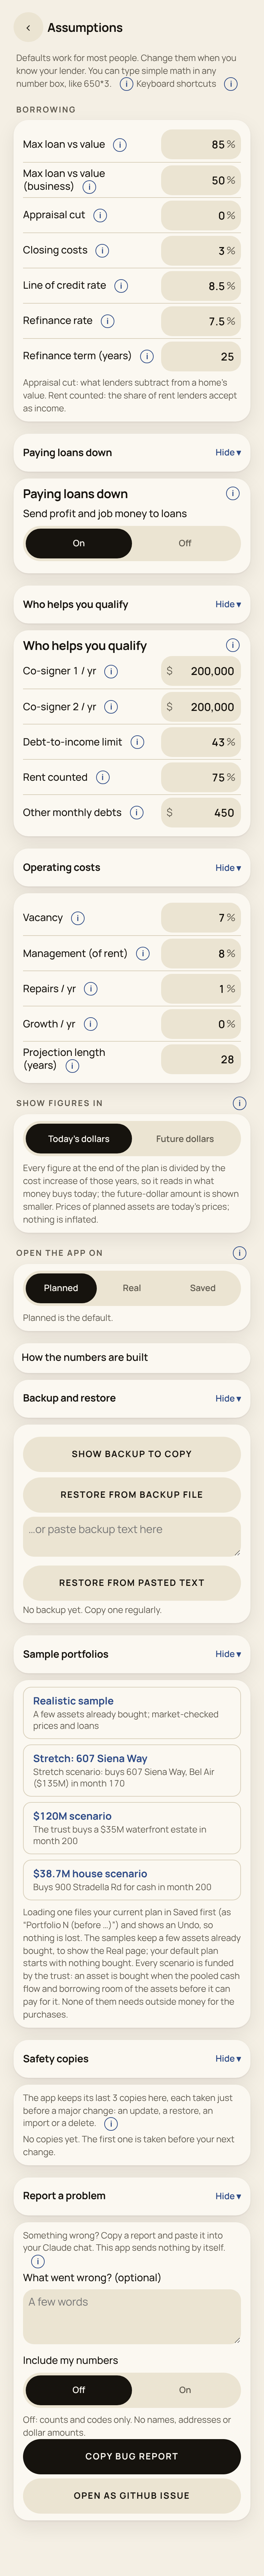 ‹ Assumptions
Defaults work for most people. Change them when you
know your lender. You can type simple math in any
number box, like 650*3. i Keyboard shortcuts i
BORROWING
Max loan vs value i 85 %
Max loan vs value
(business) i 50 %
Appraisal cut i 0 %
Closing costs i 3 %
Line of credit rate i 8.5 %
Refinance rate i 7.5 %
Refinance term (years) i 25
Appraisal cut: what lenders subtract from a home's
value. Rent counted: the share of rent lenders accept
as income.
Paying loans down Hide ▾
Paying loans down i
Send profit and job money to loans
On Off
Who helps you qualify Hide ▾
Who helps you qualify i
Co-signer 1 / yr i $ 200,000
Co-signer 2 / yr i $ 200,000
Debt-to-income limit i 43 %
Rent counted i 75 %
Other monthly debts i $ 450
Operating costs Hide ▾
Vacancy i 7 %
Management (of rent) i 8 %
Repairs / yr i 1 %
Growth / yr i 0 %
Projection length
(years) i 28
SHOW FIGURES IN i
Today's dollars Future dollars
Every figure at the end of the plan is divided by the
cost increase of those years, so it reads in what
money buys today; the future-dollar amount is shown
smaller. Prices of planned assets are today's prices;
nothing is inflated.
OPEN THE APP ON i
Planned Real Saved
Planned is the default.
How the numbers are built
Backup and restore Hide ▾
SHOW BACKUP TO COPY
RESTORE FROM BACKUP FILE
…or paste backup text here
RESTORE FROM PASTED TEXT
No backup yet. Copy one regularly.
Sample portfolios Hide ▾
Realistic sample
A few assets already bought; market-checked
prices and loans
Stretch: 607 Siena Way
Stretch scenario: buys 607 Siena Way, Bel Air
($135M) in month 170
$120M scenario
The trust buys a $35M waterfront estate in
month 200
$38.7M house scenario
Buys 900 Stradella Rd for cash in month 200
Loading one files your current plan in Saved first (as
“Portfolio N (before …)”) and shows an Undo, so
nothing is lost. The samples keep a few assets already
bought, to show the Real page; your default plan
starts with nothing bought. Every scenario is funded
by the trust: an asset is bought when the pooled cash
flow and borrowing room of the assets before it can
pay for it. None of them needs outside money for the
purchases.
Safety copies Hide ▾
The app keeps its last 3 copies here, each taken just
before a major change: an update, a restore, an
import or a delete. i
No copies yet. The first one is taken before your next
change.
Report a problem Hide ▾
Something wrong? Copy a report and paste it into
your Claude chat. This app sends nothing by itself.
i
What went wrong? (optional)
A few words
Include my numbers
Off On
Off: counts and codes only. No names, addresses or
dollar amounts.
COPY BUG REPORT
OPEN AS GITHUB ISSUE